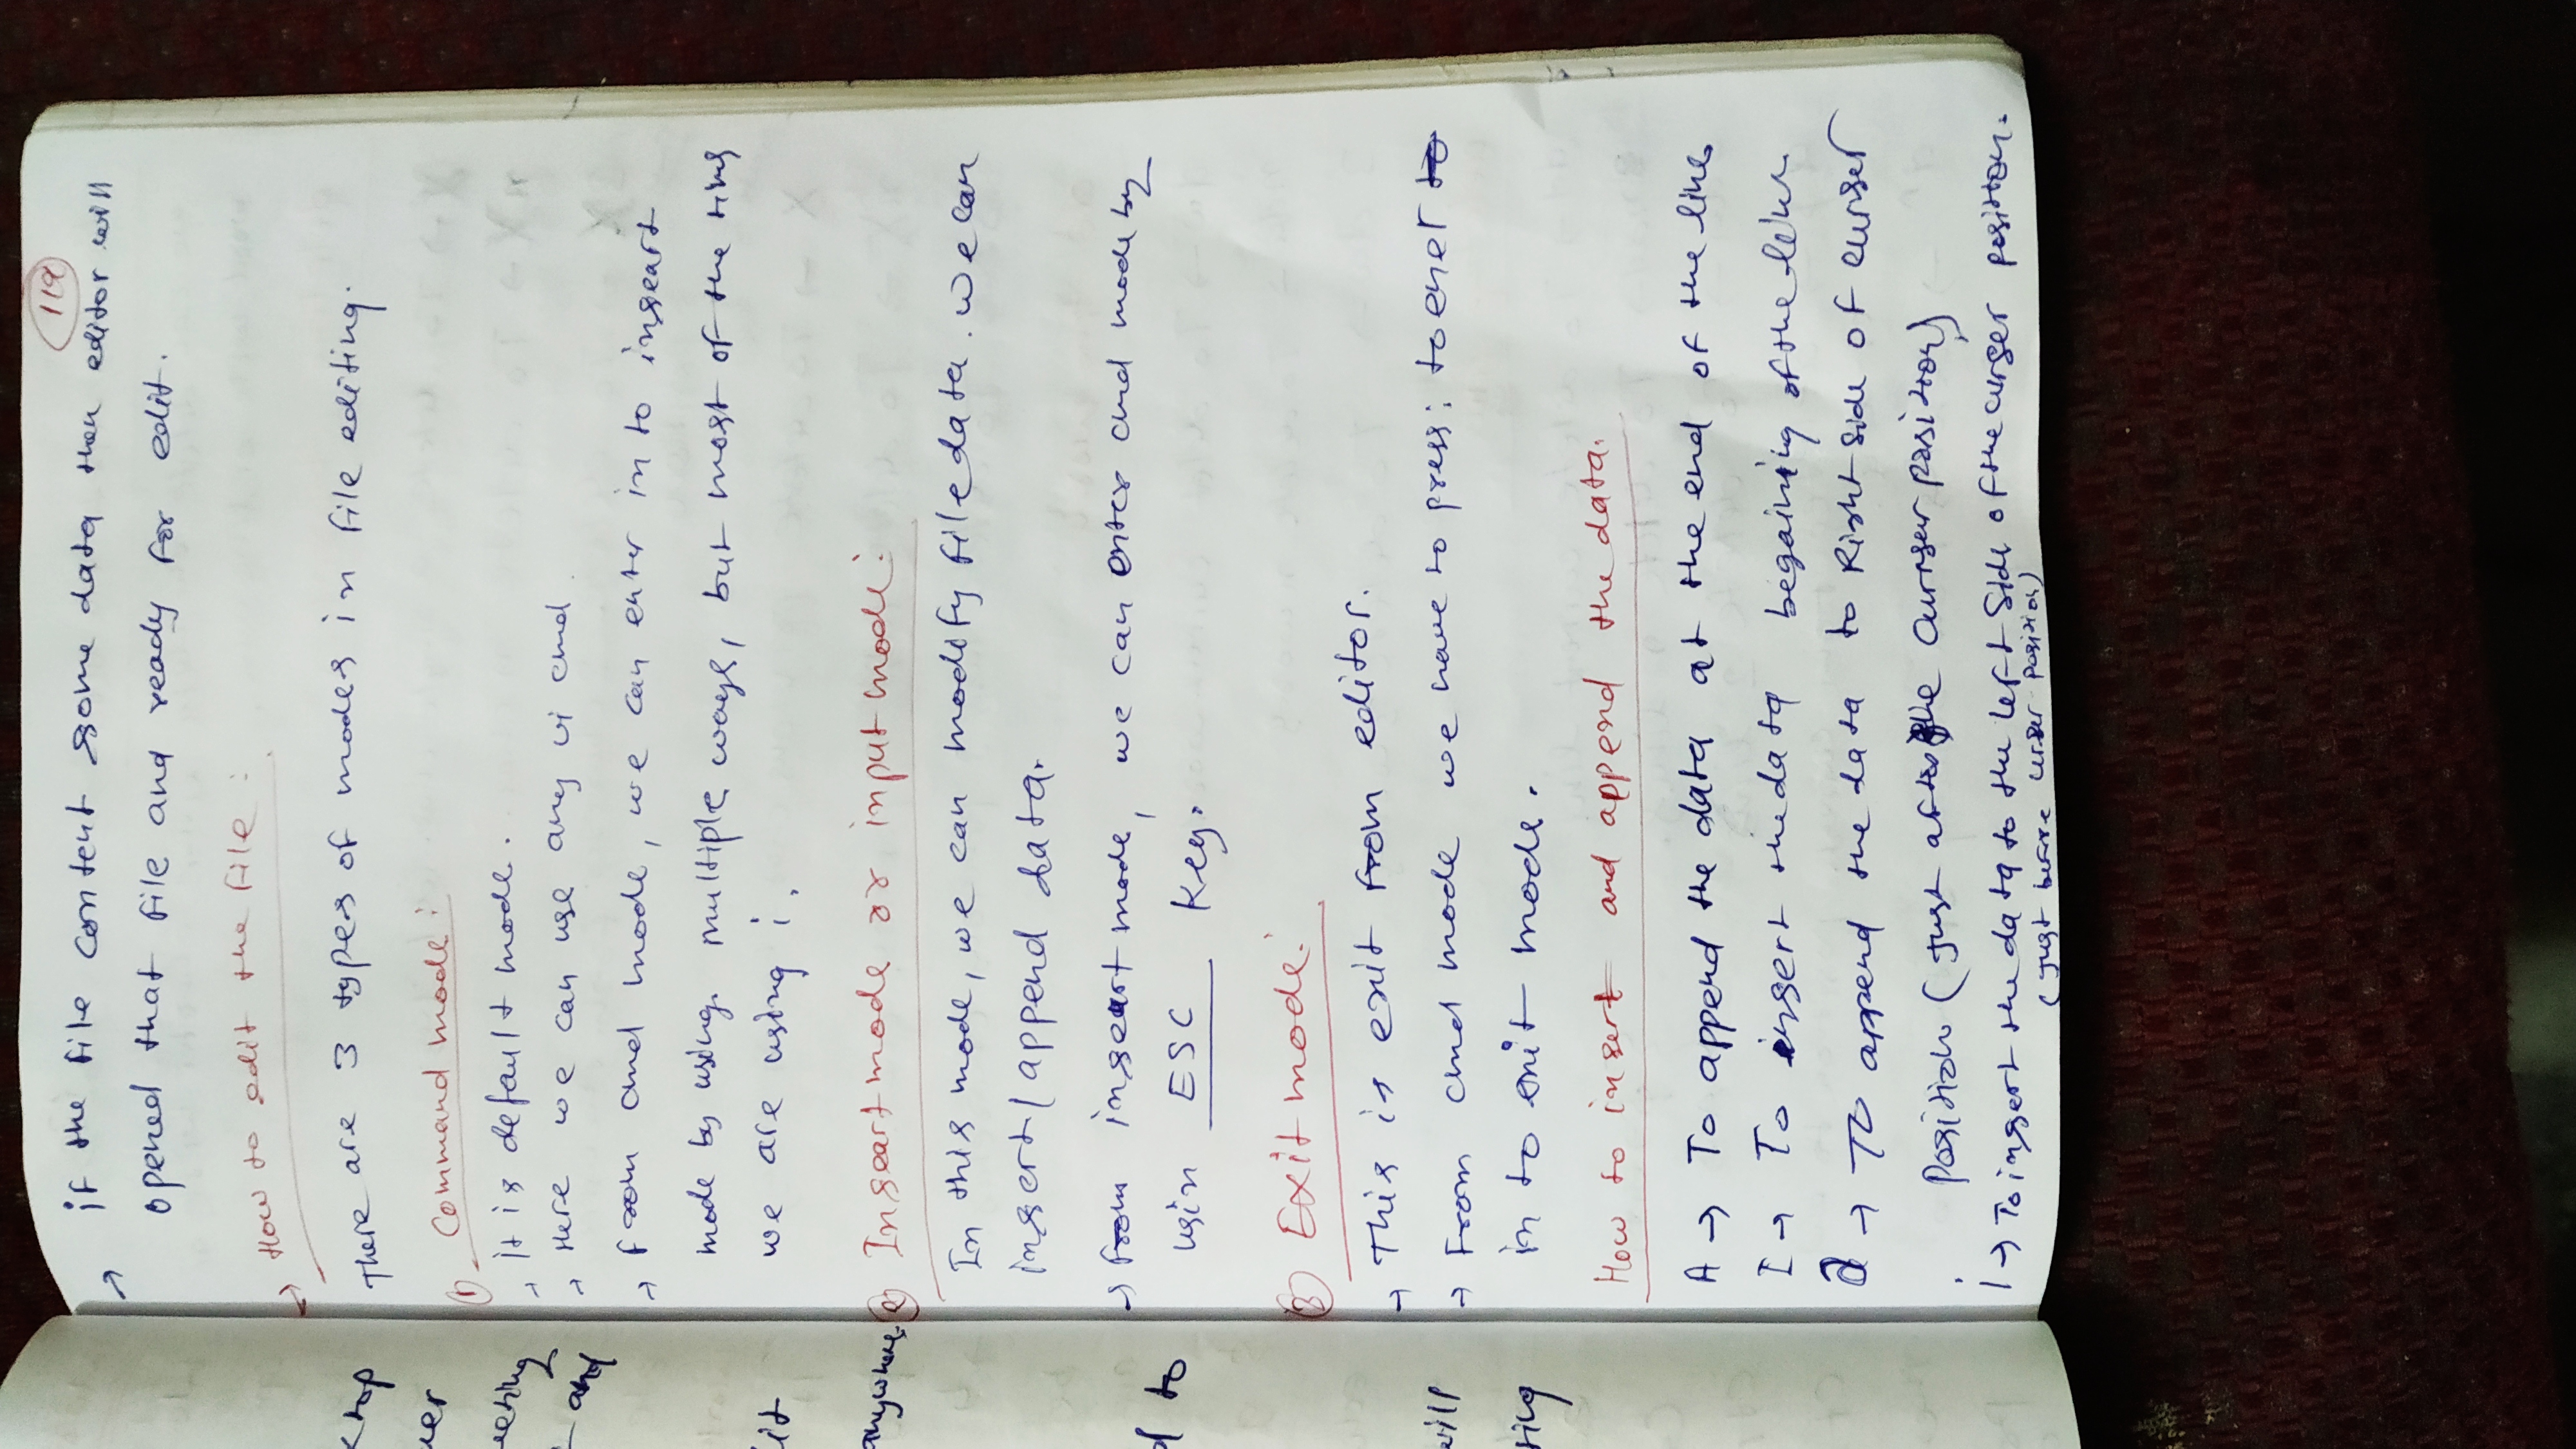 119
→ if the file content some data then editor will
opened that file and ready for edit.
→ How to edit the file :
There are 3 types of modes in file editing.
① Command mode :
→ it is default mode.
→ Here we can use any vi cmd
→ from cmd mode, we can enter in to inseart
mode by using multiple ways, but most of the time
we are using i.
② Inseart mode or input mode :
In this mode, we can modify file data. we can
insert/append data.
→ from inseart mode, we can enter cmd mode by
usin ESC Key.
③ Exit mode :
→ This is exit from editor.
→ From cmd mode we have to press : to ener to
in to exit mode.
How to insert and append the data.
A → To append the data at the end of the line
I → To insert the data begaining of the line
a → To append the data to Right side of curser
Position (Just after the curser position)
i → To insert the data to the left side of the curser position.
(Just before curser position)
ktop
eeting
and
it
anywhere.
d to
will
ting